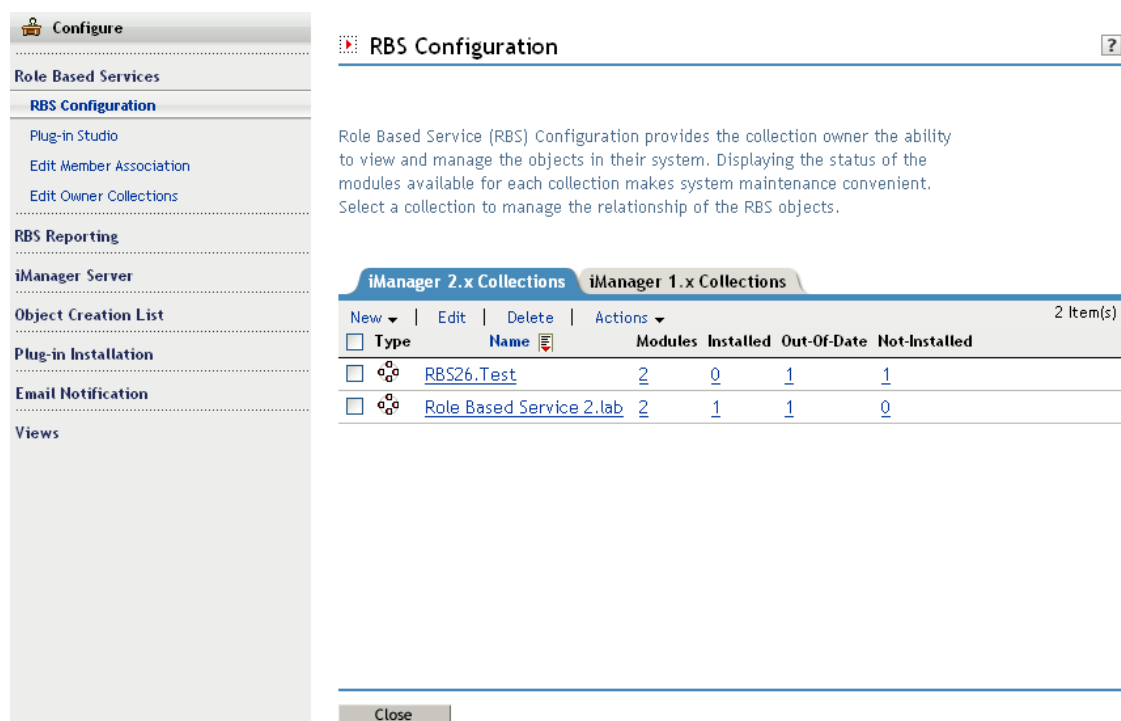 Configure
Role Based Services
RBS Configuration
Plug-in Studio
Edit Member Association
Edit Owner Collections
RBS Reporting
iManager Server
Object Creation List
Plug-in Installation
Email Notification
Views
RBS Configuration
?
Role Based Service (RBS) Configuration provides the collection owner the ability
to view and manage the objects in their system. Displaying the status of the
modules available for each collection makes system maintenance convenient.
Select a collection to manage the relationship of the RBS objects.
iManager 2.x Collections iManager 1.x Collections
New | Edit | Delete | Actions 2 Item(s)
Type Name Modules Installed Out-Of-Date Not-Installed
RBS26.Test 2 0 1 1
Role Based Service 2.lab 2 1 1 0
Close